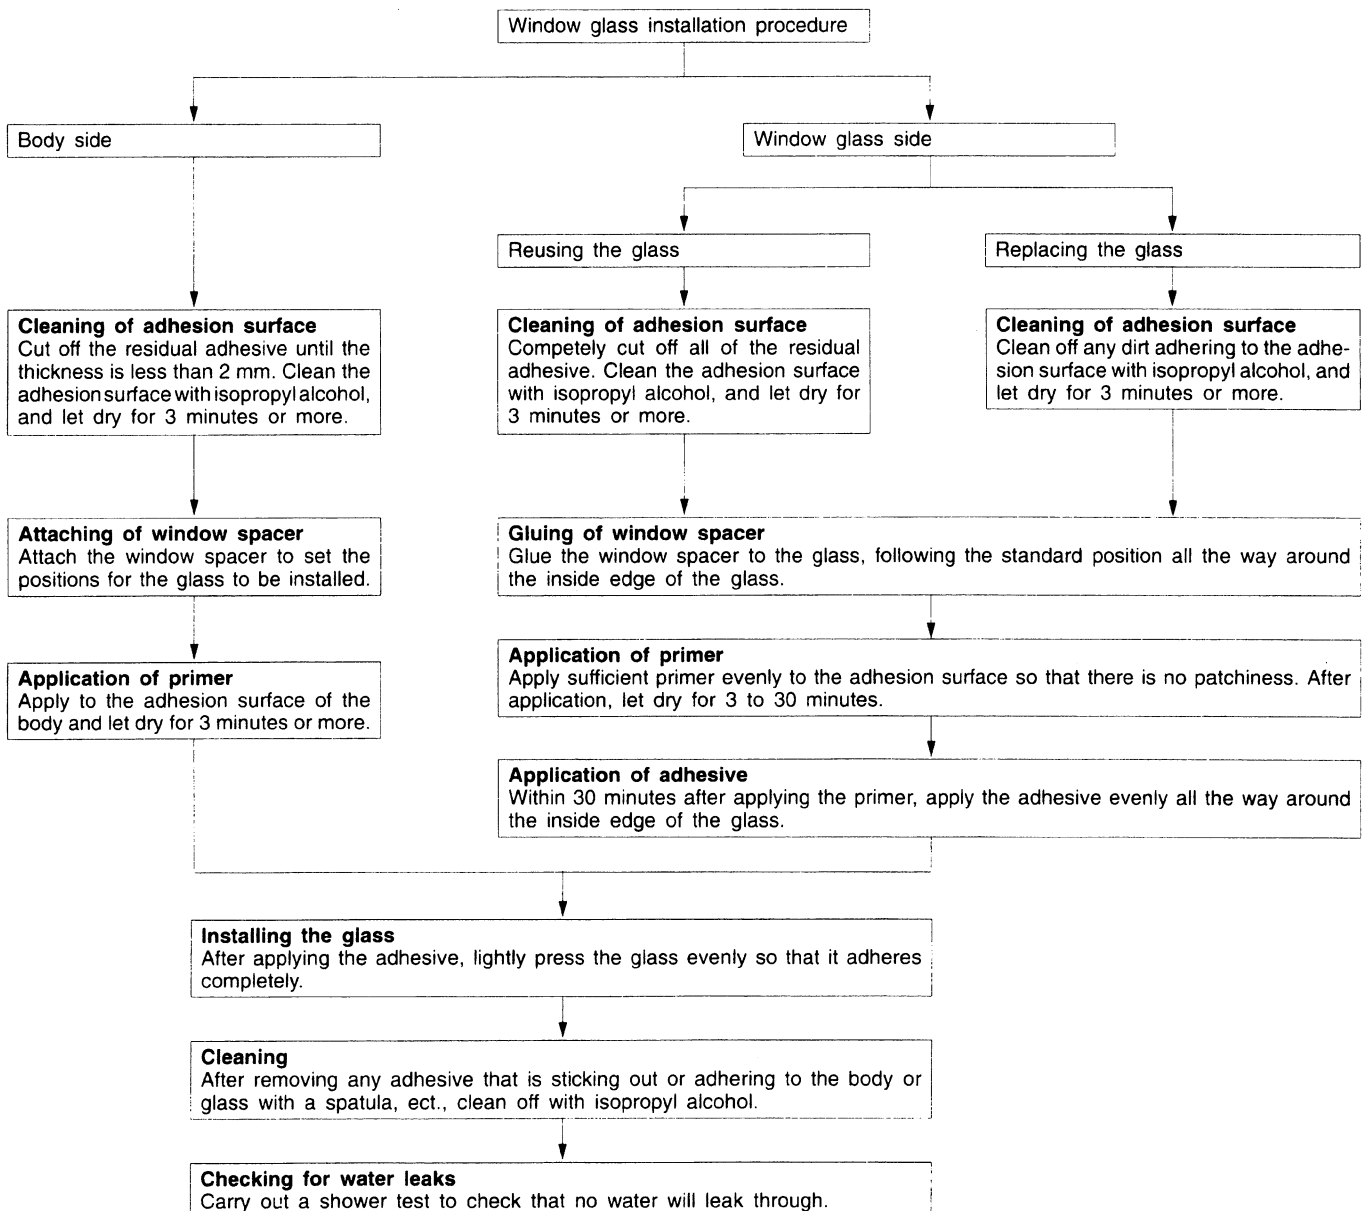 Window glass installation procedure
Body side
Window glass side
Reusing the glass
Replacing the glass
Cleaning of adhesion surface
Cut off the residual adhesive until the
thickness is less than 2 mm. Clean the
adhesion surface with isopropyl alcohol,
and let dry for 3 minutes or more.
Cleaning of adhesion surface
Competely cut off all of the residual
adhesive. Clean the adhesion surface
with isopropyl alcohol, and let dry for
3 minutes or more.
Cleaning of adhesion surface
Clean off any dirt adhering to the adhe-
sion surface with isopropyl alcohol, and
let dry for 3 minutes or more.
Attaching of window spacer
Attach the window spacer to set the
positions for the glass to be installed.
Gluing of window spacer
Glue the window spacer to the glass, following the standard position all the way around
the inside edge of the glass.
Application of primer
Apply to the adhesion surface of the
body and let dry for 3 minutes or more.
Application of primer
Apply sufficient primer evenly to the adhesion surface so that there is no patchiness. After
application, let dry for 3 to 30 minutes.
Application of adhesive
Within 30 minutes after applying the primer, apply the adhesive evenly all the way around
the inside edge of the glass.
Installing the glass
After applying the adhesive, lightly press the glass evenly so that it adheres
completely.
Cleaning
After removing any adhesive that is sticking out or adhering to the body or
glass with a spatula, ect., clean off with isopropyl alcohol.
Checking for water leaks
Carry out a shower test to check that no water will leak through.